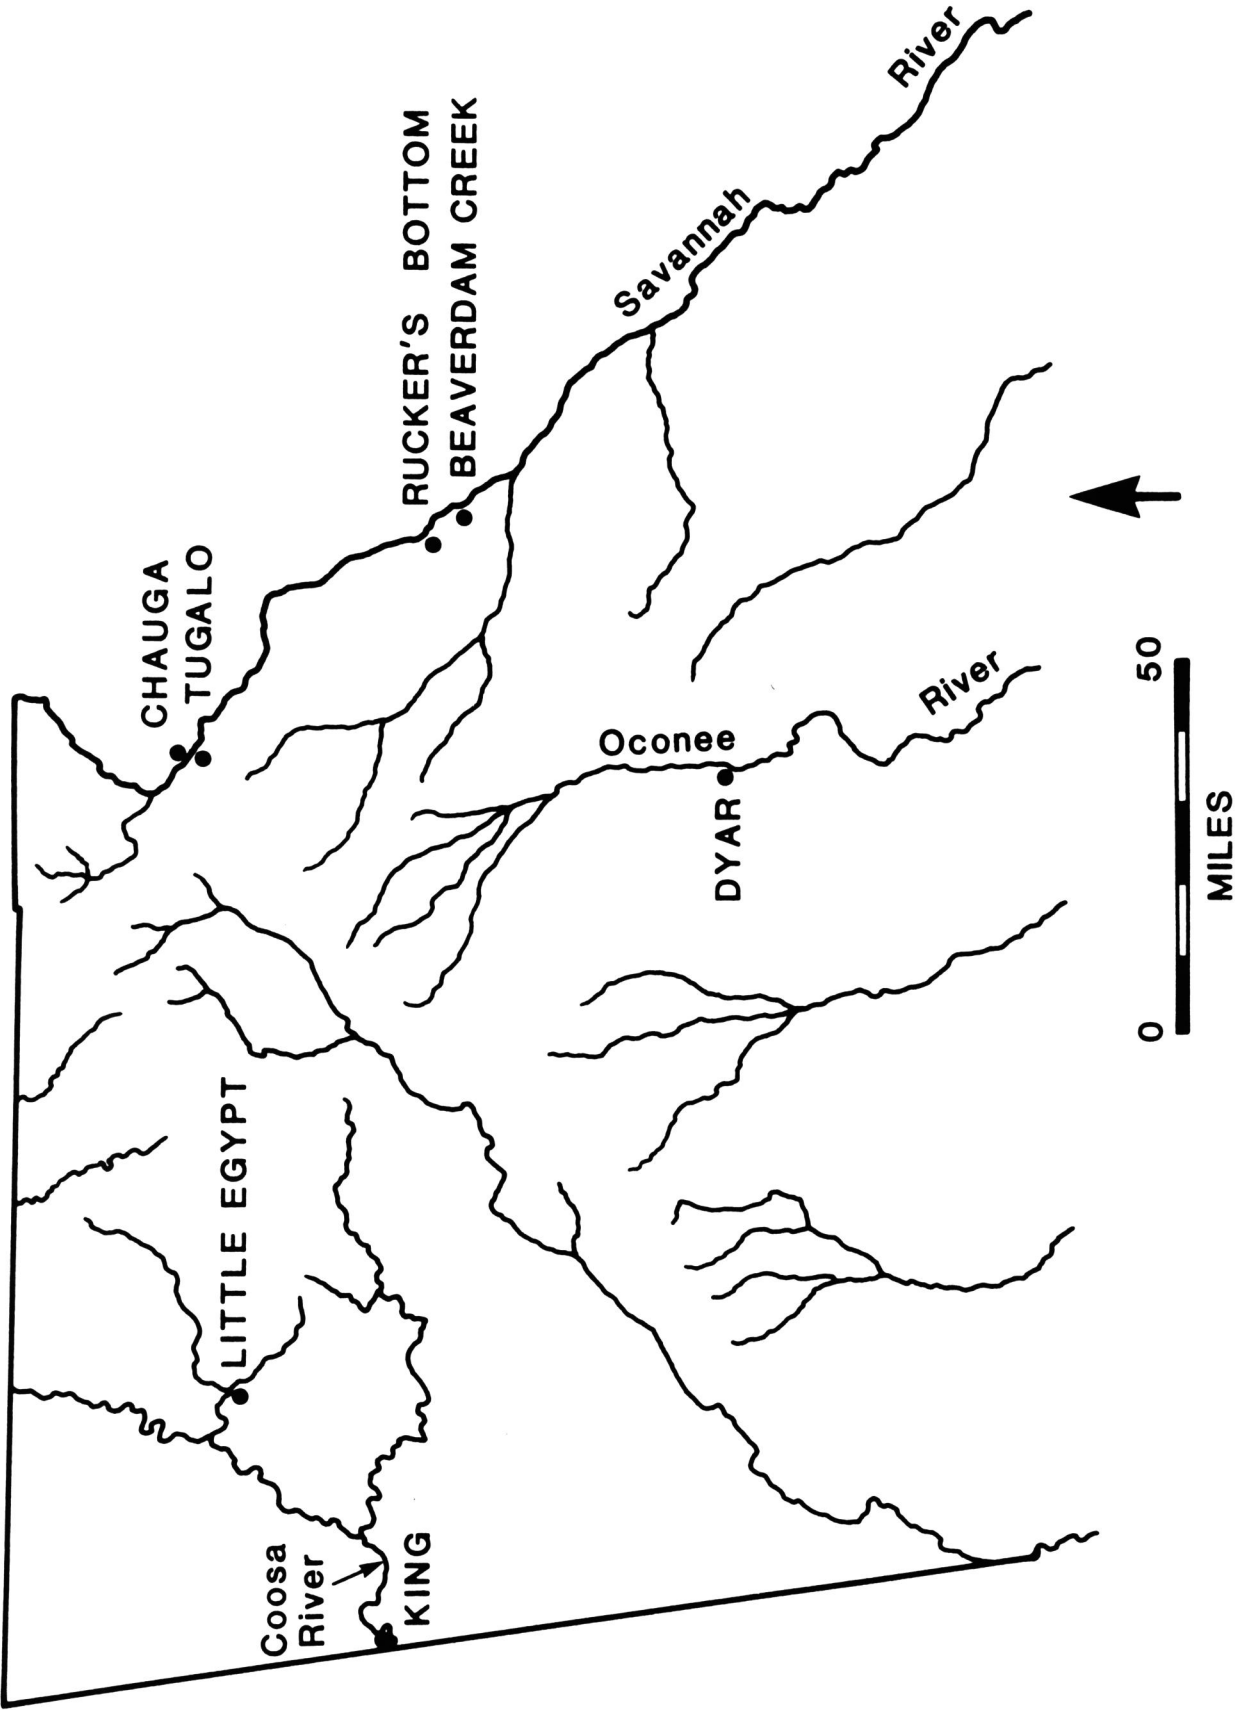 CHAUGA
TUGALO
RUCKER'S BOTTOM
BEAVERDAM CREEK
LITTLE EGYPT
Coosa
River
KING
Oconee
River
DYAR
Savannah
River
0
50
MILES